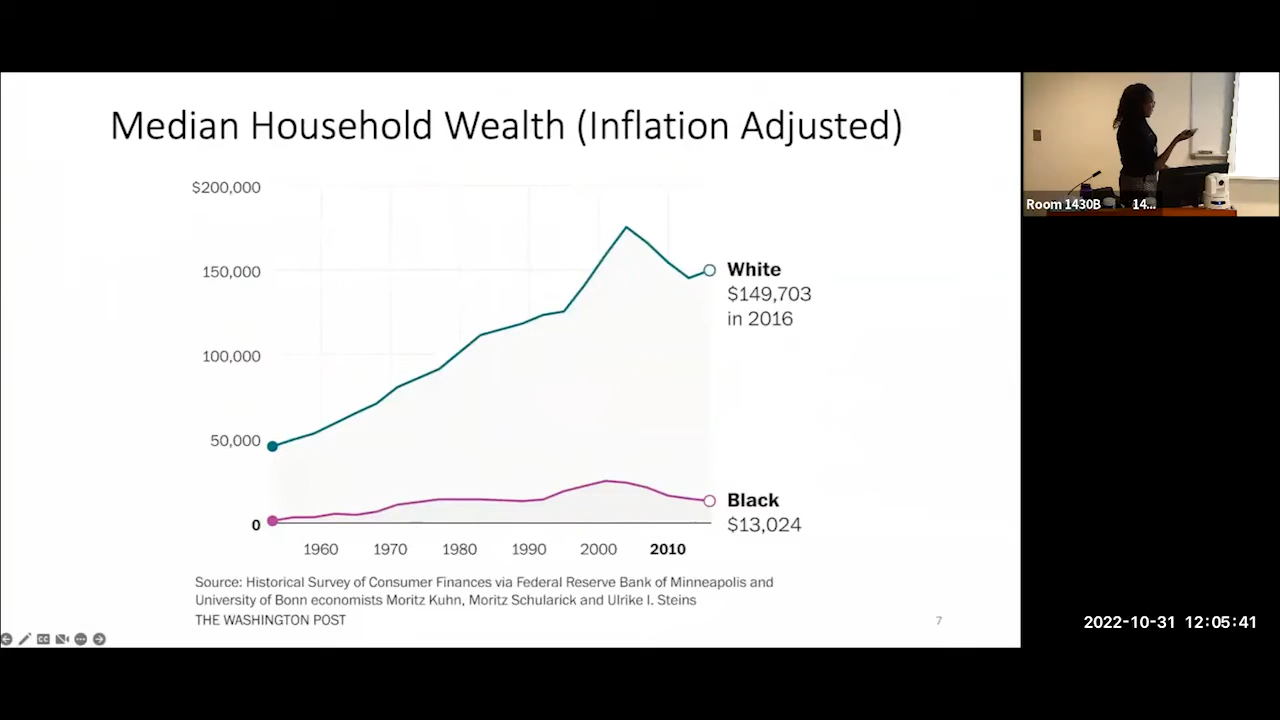 Median Household Wealth (Inflation Adjusted)
$200,000
150,000
100,000
50,000
0
White
$149,703
in 2016
Black
$13,024
1960 1970 1980 1990 2000 2010
Source: Historical Survey of Consumer Finances via Federal Reserve Bank of Minneapolis and
University of Bonn economists Moritz Kuhn, Moritz Schularick and Ulrike I. Steins
THE WASHINGTON POST
7
CC
Room 1430B 14...
2022-10-31 12:05:41